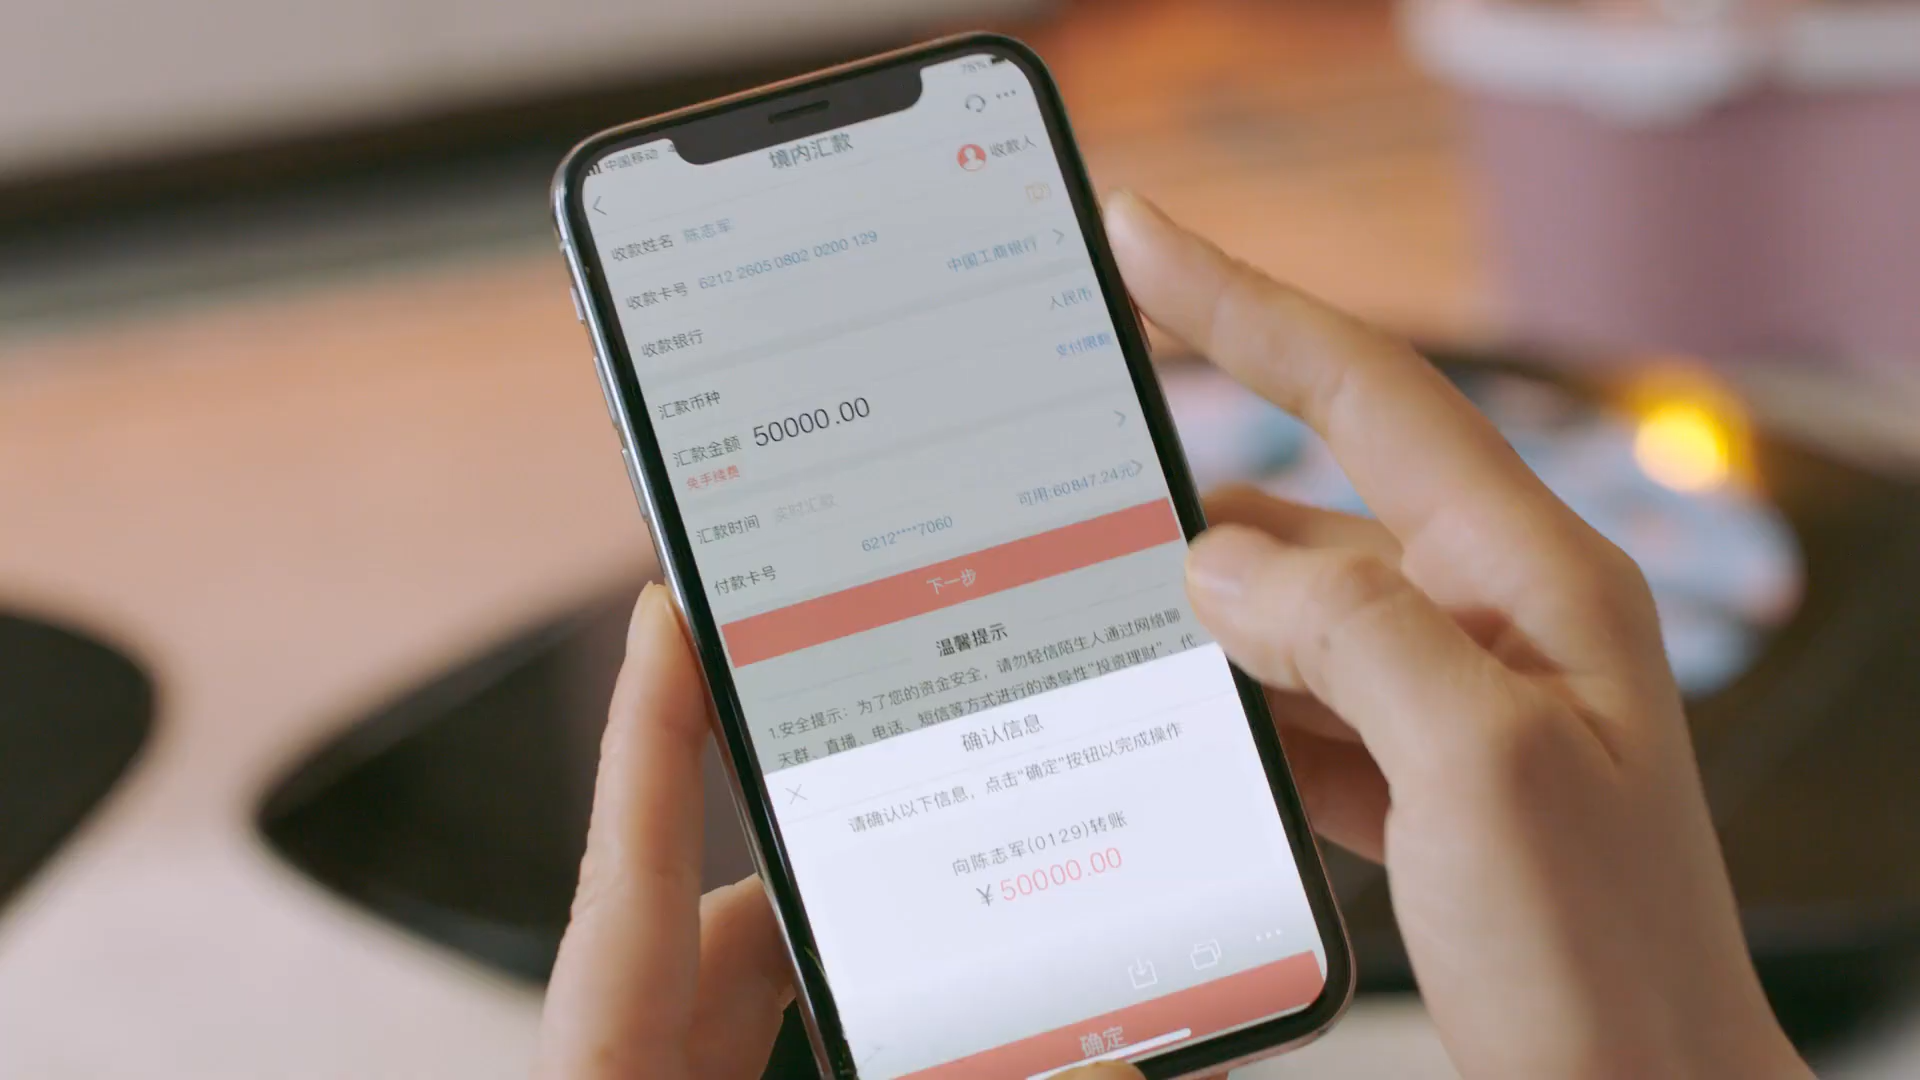 中国移动
78%
境内汇款
收款人
收款姓名 陈志军
收款卡号 6212 2605 0802 0200 129
收款银行 中国工商银行
汇款币种 人民币
汇款金额 50000.00 支付限额
免手续费
汇款时间 实时汇款
付款卡号 6212****7060 可用:60847.24元
下一步
温馨提示
1.安全提示：为了您的资金安全，请勿轻信陌生人通过网络聊
天群、直播、电话、短信等方式进行的诱导性“投资理财”、代
确认信息
请确认以下信息，点击“确定”按钮以完成操作
向陈志军(0129)转账
¥50000.00
确定